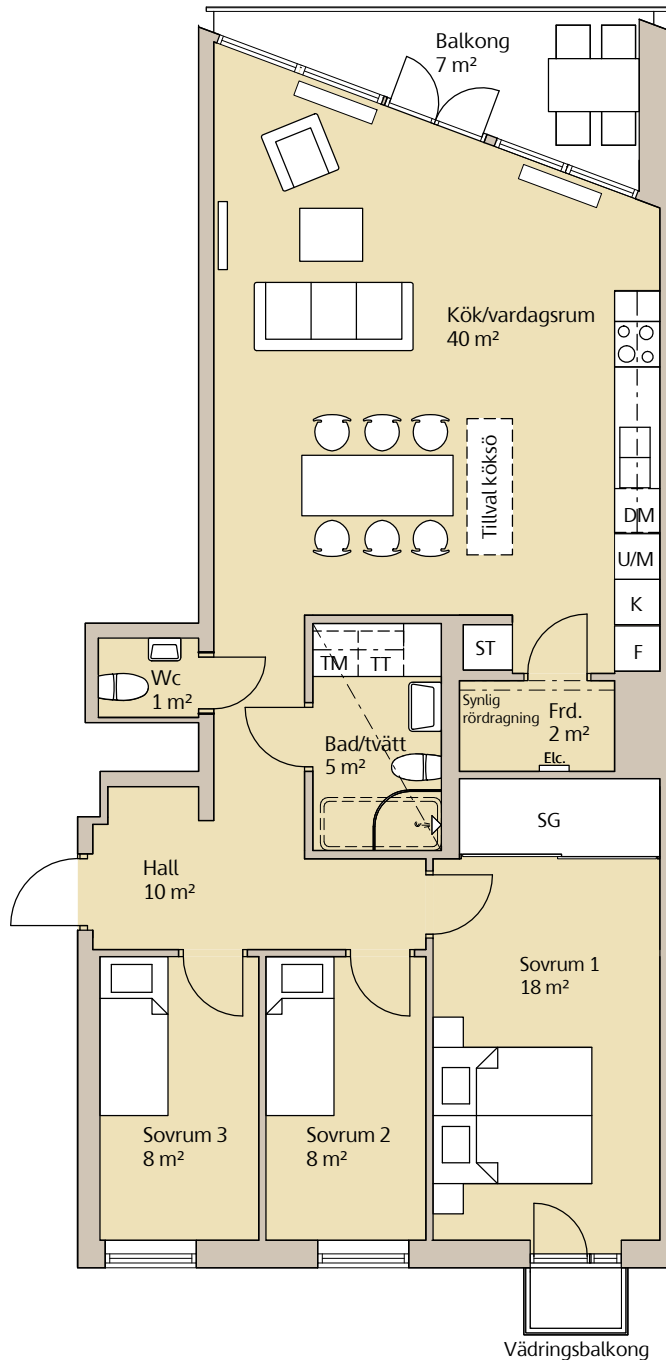 Balkong
7 m²
Kök/vardagsrum
40 m²
Tillval köksö
DM
U/M
K
F
ST
TM
TT
Wc
1 m²
Synlig
rördragning
Frd.
2 m²
Elc.
Bad/tvätt
5 m²
SG
Hall
10 m²
Sovrum 1
18 m²
Sovrum 3
8 m²
Sovrum 2
8 m²
Vädringsbalkong